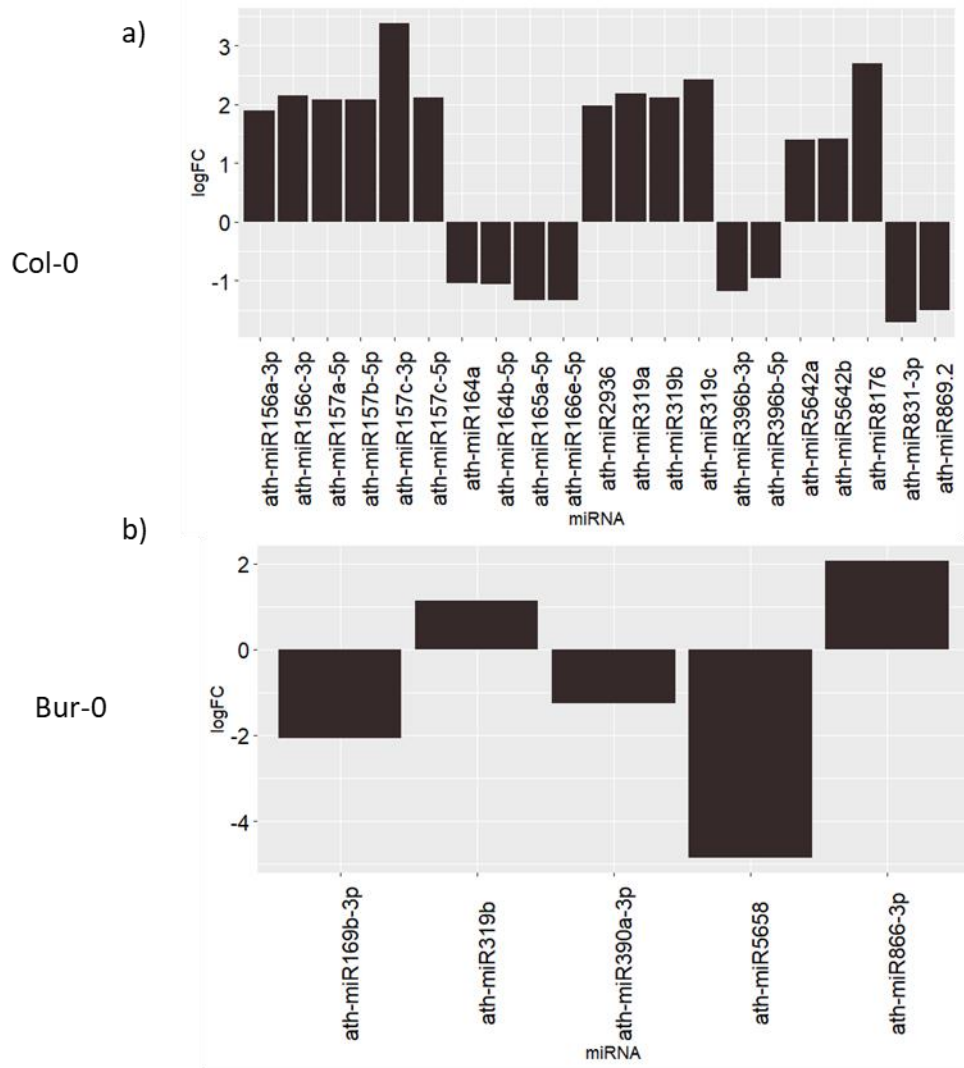 a)
Col-0
logFC
3
2
1
0
-1
ath-miR156a-3p
ath-miR156c-3p
ath-miR157a-5p
ath-miR157b-5p
ath-miR157c-3p
ath-miR157c-5p
ath-miR164a
ath-miR164b-5p
ath-miR165a-5p
ath-miR166e-5p
ath-miR2936
ath-miR319a
ath-miR319b
ath-miR319c
ath-miR396b-3p
ath-miR396b-5p
ath-miR5642a
ath-miR5642b
ath-miR8176
ath-miR831-3p
ath-miR869.2
miRNA
b)
Bur-0
logFC
2
0
-2
-4
ath-miR169b-3p
ath-miR319b
ath-miR390a-3p
ath-miR5658
ath-miR866-3p
miRNA